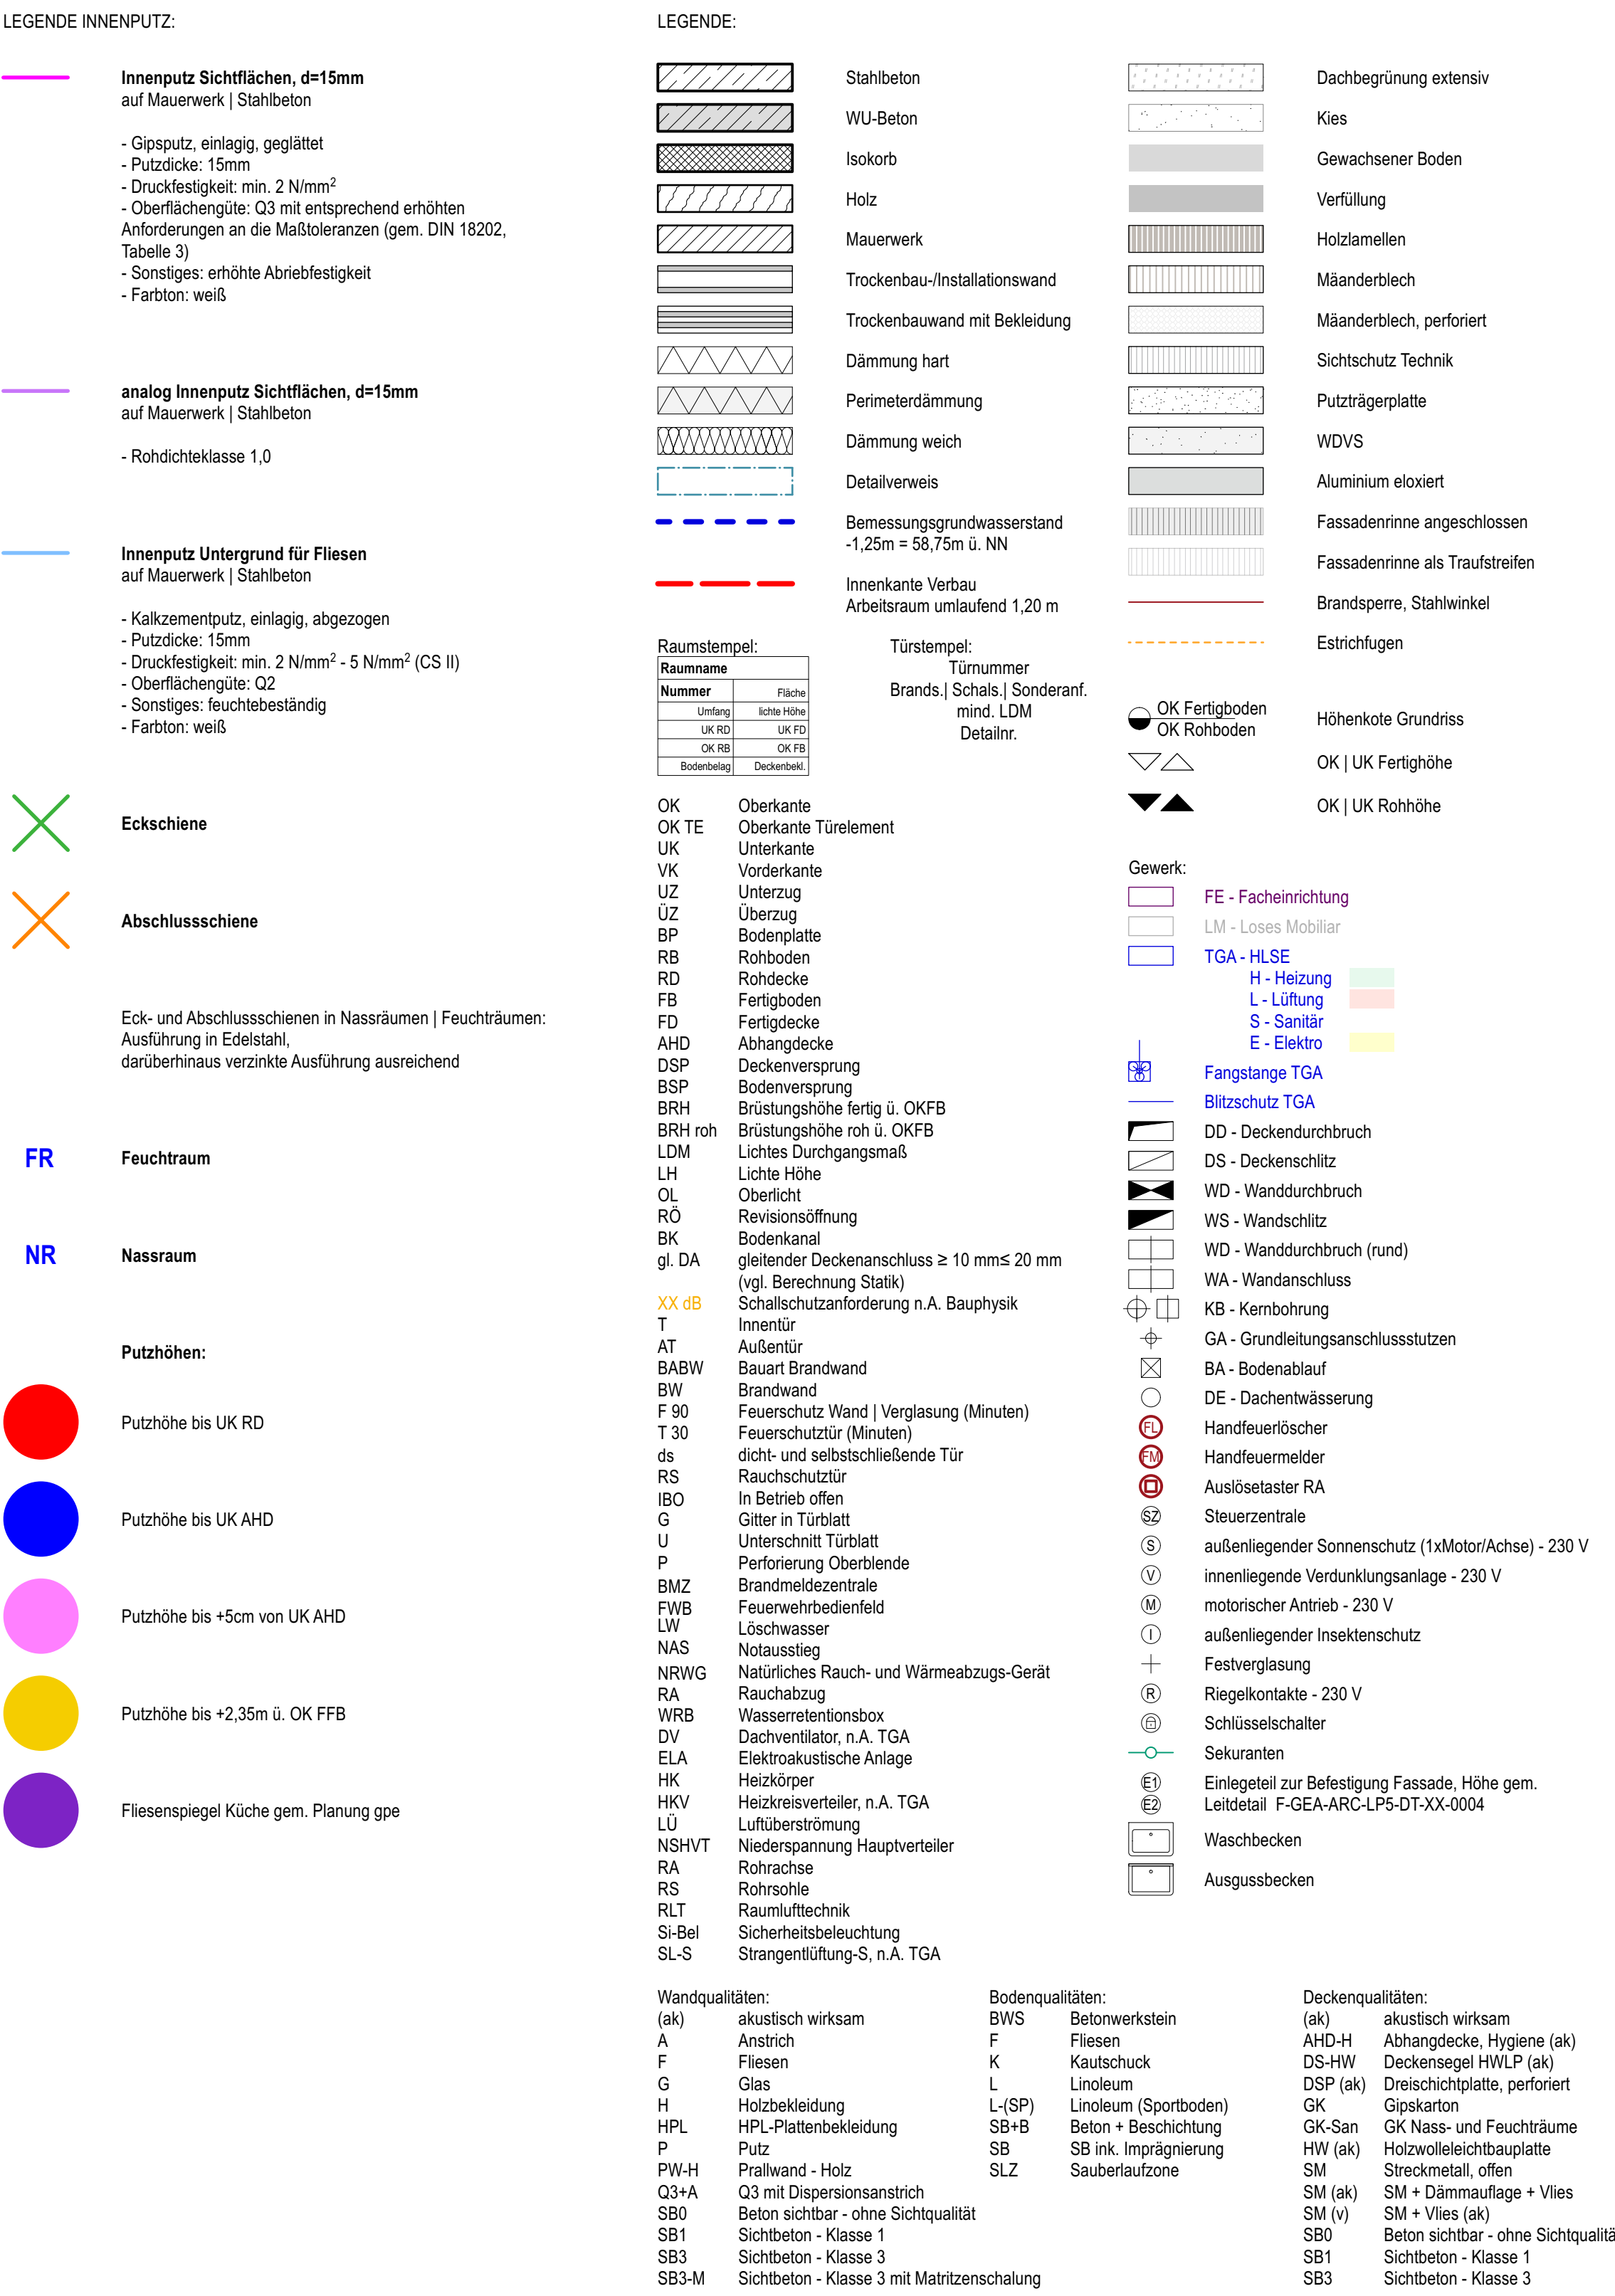 LEGENDE INNENPUTZ:
Innenputz Sichtflächen, d=15mm
auf Mauerwerk | Stahlbeton
- Gipsputz, einlagig, geglättet
- Putzdicke: 15mm
- Druckfestigkeit: min. 2 N/mm²
- Oberflächengüte: Q3 mit entsprechend erhöhten
Anforderungen an die Maßtoleranzen (gem. DIN 18202,
Tabelle 3)
- Sonstiges: erhöhte Abriebfestigkeit
- Farbton: weiß
analog Innenputz Sichtflächen, d=15mm
auf Mauerwerk | Stahlbeton
- Rohdichteklasse 1,0
Innenputz Untergrund für Fliesen
auf Mauerwerk | Stahlbeton
- Kalkzementputz, einlagig, abgezogen
- Putzdicke: 15mm
- Druckfestigkeit: min. 2 N/mm² - 5 N/mm² (CS II)
- Oberflächengüte: Q2
- Sonstiges: feuchtebeständig
- Farbton: weiß
Eckschiene
Abschlussschiene
Eck- und Abschlussschienen in Nassräumen | Feuchträumen:
Ausführung in Edelstahl,
darüberhinaus verzinkte Ausführung ausreichend
FR Feuchtraum
NR Nassraum
Putzhöhen:
Putzhöhe bis UK RD
Putzhöhe bis UK AHD
Putzhöhe bis +5cm von UK AHD
Putzhöhe bis +2,35m ü. OK FFB
Fliesenspiegel Küche gem. Planung gpe
LEGENDE:
Stahlbeton
WU-Beton
Isokorb
Holz
Mauerwerk
Trockenbau-/Installationswand
Trockenbauwand mit Bekleidung
Dämmung hart
Perimeterdämmung
Dämmung weich
Detailverweis
Bemessungsgrundwasserstand
-1,25m = 58,75m ü. NN
Innenkante Verbau
Arbeitsraum umlaufend 1,20 m
Raumstempel:
Raumname
Nummer Fläche
Umfang lichte Höhe
UK RD UK FD
OK RB OK FB
Bodenbelag Deckenbekl.
Türstempel:
Türnummer
Brands.| Schals.| Sonderanf.
mind. LDM
Detailnr.
OK Oberkante
OK TE Oberkante Türelement
UK Unterkante
VK Vorderkante
UZ Unterzug
ÜZ Überzug
BP Bodenplatte
RB Rohboden
RD Rohdecke
FB Fertigboden
FD Fertigdecke
AHD Abhangdecke
DSP Deckenversprung
BSP Bodenversprung
BRH Brüstungshöhe fertig ü. OKFB
BRH roh Brüstungshöhe roh ü. OKFB
LDM Lichtes Durchgangsmaß
LH Lichte Höhe
OL Oberlicht
RÖ Revisionsöffnung
BK Bodenkanal
gl. DA gleitender Deckenanschluss ≥ 10 mm≤ 20 mm
(vgl. Berechnung Statik)
XX dB Schallschutzanforderung n.A. Bauphysik
T Innentür
AT Außentür
BABW Bauart Brandwand
BW Brandwand
F 90 Feuerschutz Wand | Verglasung (Minuten)
T 30 Feuerschutztür (Minuten)
ds dicht- und selbstschließende Tür
RS Rauchschutztür
IBO In Betrieb offen
G Gitter in Türblatt
U Unterschnitt Türblatt
P Perforierung Oberblende
BMZ Brandmeldezentrale
FWB Feuerwehrbedienfeld
LW Löschwasser
NAS Notausstieg
NRWG Natürliches Rauch- und Wärmeabzugs-Gerät
RA Rauchabzug
WRB Wasserretentionsbox
DV Dachventilator, n.A. TGA
ELA Elektroakustische Anlage
HK Heizkörper
HKV Heizkreisverteiler, n.A. TGA
LÜ Luftüberströmung
NSHVT Niederspannung Hauptverteiler
RA Rohrachse
RS Rohrsohle
RLT Raumlufttechnik
Si-Bel Sicherheitsbeleuchtung
SL-S Strangentlüftung-S, n.A. TGA
Dachbegrünung extensiv
Kies
Gewachsener Boden
Verfüllung
Holzlamellen
Mäanderblech
Mäanderblech, perforiert
Sichtschutz Technik
Putzträgerplatte
WDVS
Aluminium eloxiert
Fassadenrinne angeschlossen
Fassadenrinne als Traufstreifen
Brandsperre, Stahlwinkel
Estrichfugen
OK Fertigboden
OK Rohboden
Höhenkote Grundriss
OK | UK Fertighöhe
OK | UK Rohhöhe
Gewerk:
FE - Facheinrichtung
LM - Loses Mobiliar
TGA - HLSE
H - Heizung
L - Lüftung
S - Sanitär
E - Elektro
Fangstange TGA
Blitzschutz TGA
DD - Deckendurchbruch
DS - Deckenschlitz
WD - Wanddurchbruch
WS - Wandschlitz
WD - Wanddurchbruch (rund)
WA - Wandanschluss
KB - Kernbohrung
GA - Grundleitungsanschlussstutzen
BA - Bodenablauf
DE - Dachentwässerung
FL Handfeuerlöscher
FM Handfeuermelder
Auslösetaster RA
SZ Steuerzentrale
S außenliegender Sonnenschutz (1xMotor/Achse) - 230 V
V innenliegende Verdunklungsanlage - 230 V
M motorischer Antrieb - 230 V
I außenliegender Insektenschutz
Festverglasung
R Riegelkontakte - 230 V
Schlüsselschalter
Sekuranten
E1 Einlegeteil zur Befestigung Fassade, Höhe gem.
E2 Leitdetail F-GEA-ARC-LP5-DT-XX-0004
Waschbecken
Ausgussbecken
Wandqualitäten:
(ak) akustisch wirksam
A Anstrich
F Fliesen
G Glas
H Holzbekleidung
HPL HPL-Plattenbekleidung
P Putz
PW-H Prallwand - Holz
Q3+A Q3 mit Dispersionsanstrich
SB0 Beton sichtbar - ohne Sichtqualität
SB1 Sichtbeton - Klasse 1
SB3 Sichtbeton - Klasse 3
SB3-M Sichtbeton - Klasse 3 mit Matritzenschalung
Bodenqualitäten:
BWS Betonwerkstein
F Fliesen
K Kautschuck
L Linoleum
L-(SP) Linoleum (Sportboden)
SB+B Beton + Beschichtung
SB SB ink. Imprägnierung
SLZ Sauberlaufzone
Deckenqualitäten:
(ak) akustisch wirksam
AHD-H Abhangdecke, Hygiene (ak)
DS-HW Deckensegel HWLP (ak)
DSP (ak) Dreischichtplatte, perforiert
GK Gipskarton
GK-San GK Nass- und Feuchträume
HW (ak) Holzwolleleichtbauplatte
SM Streckmetall, offen
SM (ak) SM + Dämmauflage + Vlies
SM (v) SM + Vlies (ak)
SB0 Beton sichtbar - ohne Sichtqualitä
SB1 Sichtbeton - Klasse 1
SB3 Sichtbeton - Klasse 3